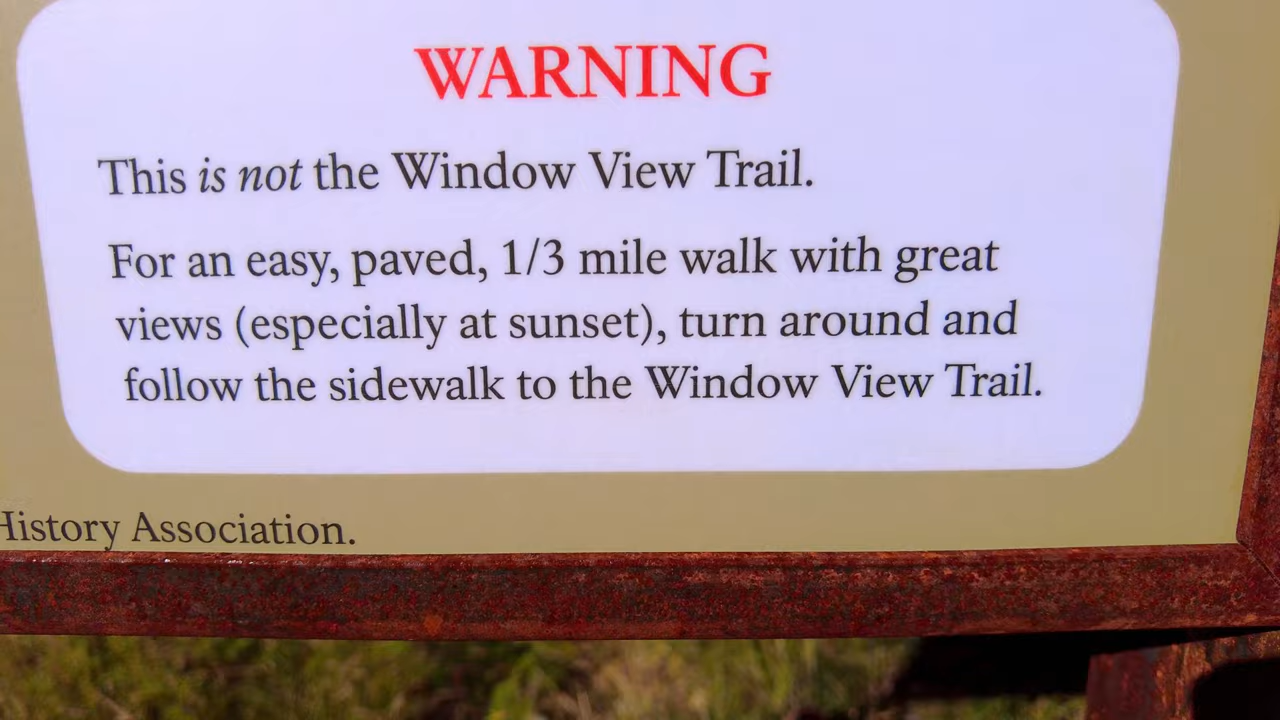 WARNING
This is not the Window View Trail.
For an easy, paved, 1/3 mile walk with great
views (especially at sunset), turn around and
follow the sidewalk to the Window View Trail.
History Association.